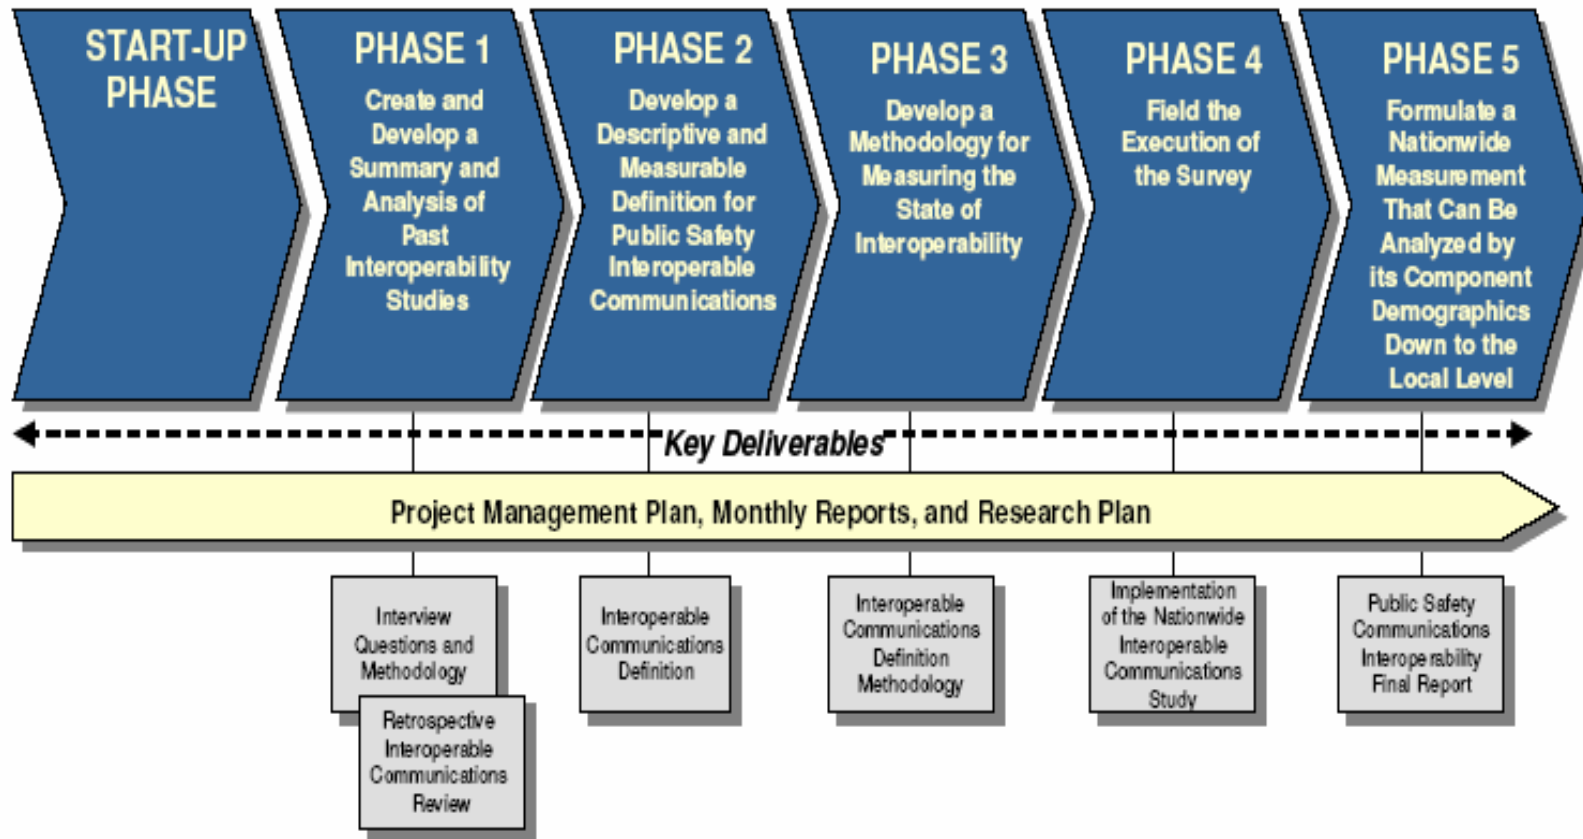 START-UP
PHASE
PHASE 1
Create and
Develop a
Summary and
Analysis of
Past
Interoperability
Studies
PHASE 2
Develop a
Descriptive and
Measurable
Definition for
Public Safety
Interoperable
Communications
PHASE 3
Develop a
Methodology for
Measuring the
State of
Interoperability
PHASE 4
Field the
Execution of
the Survey
PHASE 5
Formulate a
Nationwide
Measurement
That Can Be
Analyzed by
its Component
Demographics
Down to the
Local Level
Key Deliverables
Project Management Plan, Monthly Reports, and Research Plan
Interview
Questions and
Methodology
Retrospective
Interoperable
Communications
Review
Interoperable
Communications
Definition
Interoperable
Communications
Definition
Methodology
Implementation
of the Nationwide
Interoperable
Communications
Study
Public Safety
Communications
Interoperability
Final Report